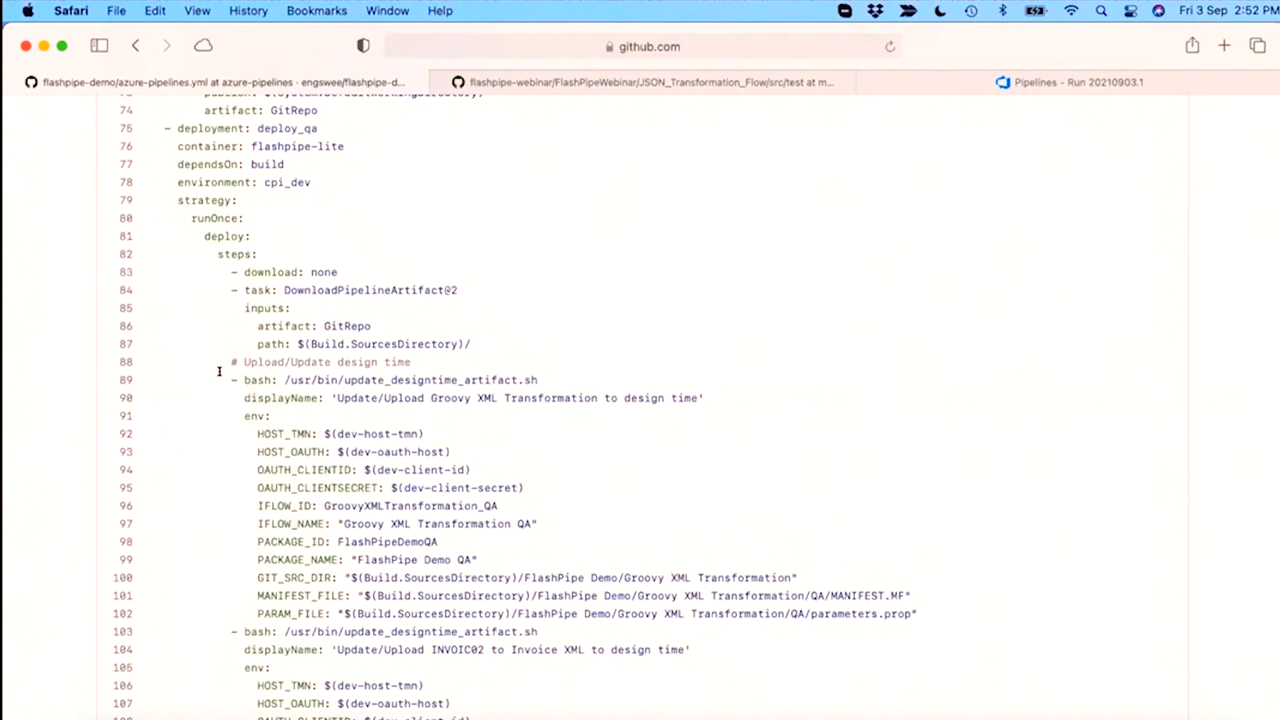 Safari File Edit View History Bookmarks Window Help Fri 3 Sep 2:52 PM
github.com
flashpipe-demo/azure-pipelines.yml at azure-pipelines · engswee/flashpipe-d...
flashpipe-webinar/FlashPipeWebinar/JSON_Transformation_Flow/src/test at m...
Pipelines - Run 20210903.1
74 artifact: GitRepo
75 - deployment: deploy_qa
76 container: flashpipe-lite
77 dependsOn: build
78 environment: cpi_dev
79 strategy:
80 runOnce:
81 deploy:
82 steps:
83 - download: none
84 - task: DownloadPipelineArtifact@2
85 inputs:
86 artifact: GitRepo
87 path: $(Build.SourcesDirectory)/
88 # Upload/Update design time
89 - bash: /usr/bin/update_designtime_artifact.sh
90 displayName: 'Update/Upload Groovy XML Transformation to design time'
91 env:
92 HOST_TMN: $(dev-host-tmn)
93 HOST_OAUTH: $(dev-oauth-host)
94 OAUTH_CLIENTID: $(dev-client-id)
95 OAUTH_CLIENTSECRET: $(dev-client-secret)
96 IFLOW_ID: GroovyXMLTransformation_QA
97 IFLOW_NAME: "Groovy XML Transformation QA"
98 PACKAGE_ID: FlashPipeDemoQA
99 PACKAGE_NAME: "FlashPipe Demo QA"
100 GIT_SRC_DIR: "$(Build.SourcesDirectory)/FlashPipe Demo/Groovy XML Transformation"
101 MANIFEST_FILE: "$(Build.SourcesDirectory)/FlashPipe Demo/Groovy XML Transformation/QA/MANIFEST.MF"
102 PARAM_FILE: "$(Build.SourcesDirectory)/FlashPipe Demo/Groovy XML Transformation/QA/parameters.prop"
103 - bash: /usr/bin/update_designtime_artifact.sh
104 displayName: 'Update/Upload INVOIC02 to Invoice XML to design time'
105 env:
106 HOST_TMN: $(dev-host-tmn)
107 HOST_OAUTH: $(dev-oauth-host)